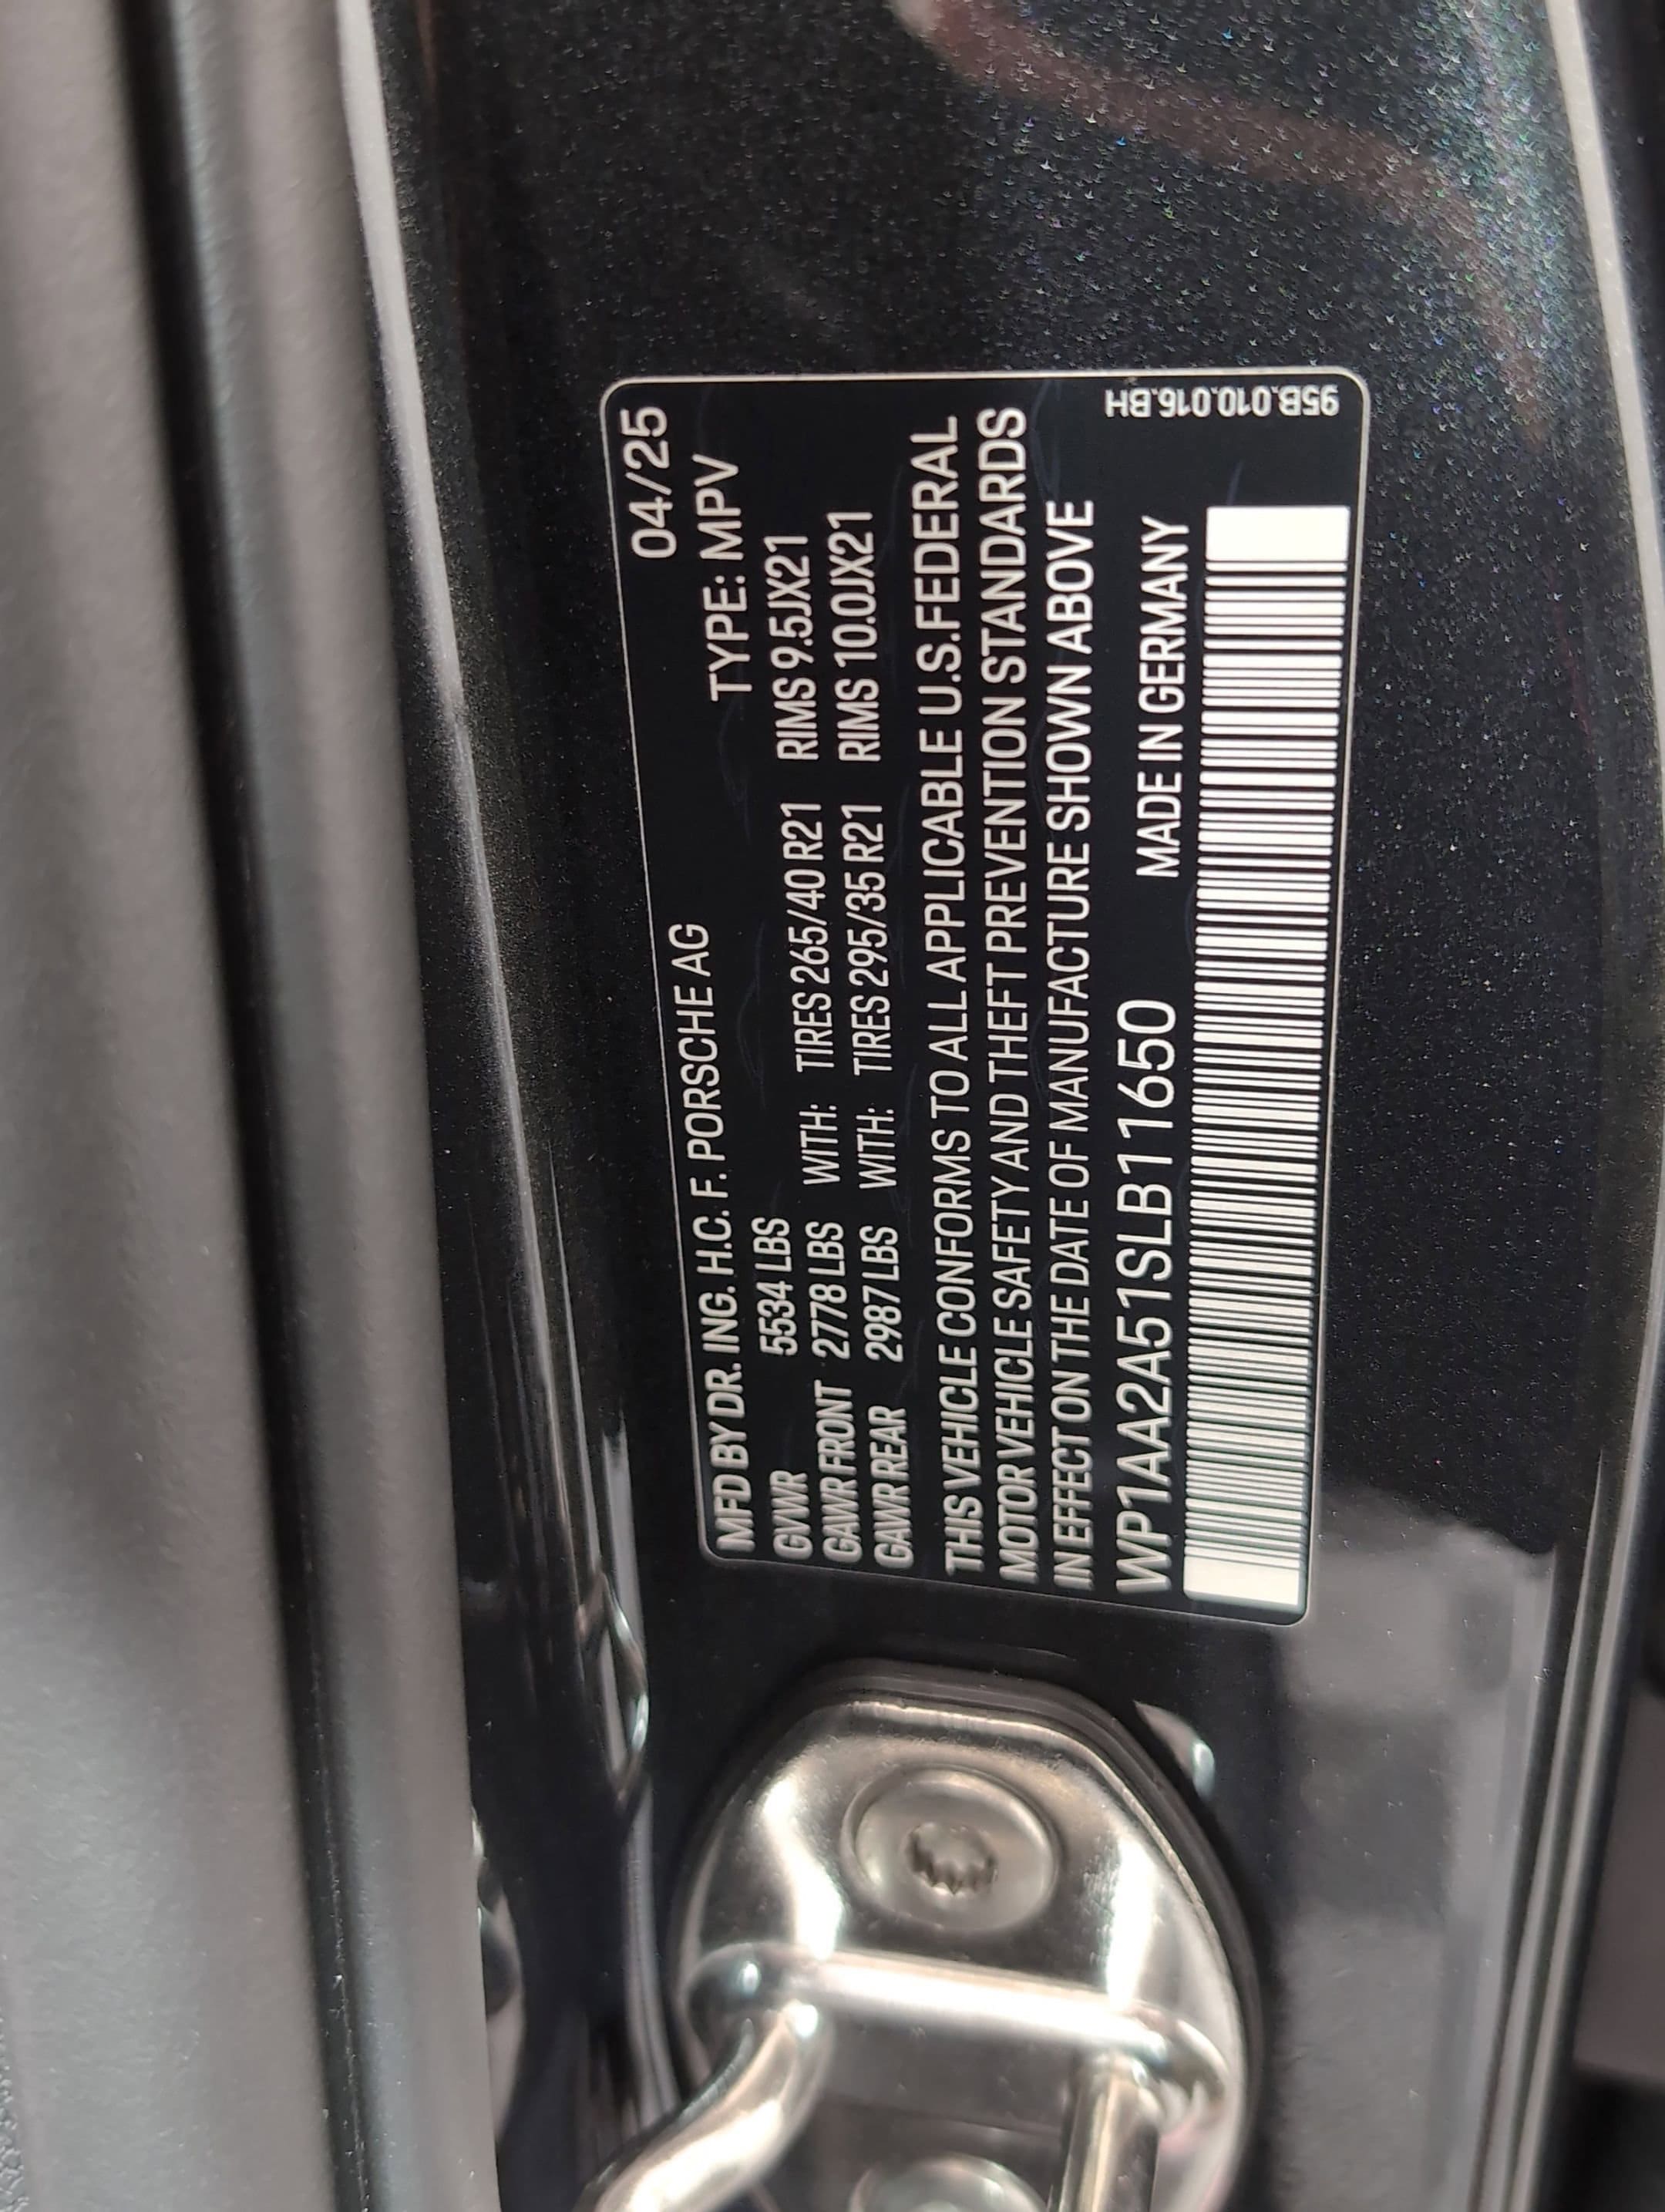 04/25
MFD BY DR. ING. H.C. F. PORSCHE AG TYPE: MPV
GVWR 5534 LBS
GAWR FRONT 2778 LBS WITH: TIRES 265/40 R21 RIMS 9.5JX21
GAWR REAR 2987 LBS WITH: TIRES 295/35 R21 RIMS 10.0JX21
THIS VEHICLE CONFORMS TO ALL APPLICABLE U.S.FEDERAL
MOTOR VEHICLE SAFETY AND THEFT PREVENTION STANDARDS
IN EFFECT ON THE DATE OF MANUFACTURE SHOWN ABOVE
WP1AA2A51SLB11650 MADE IN GERMANY
95B.010.016.BH